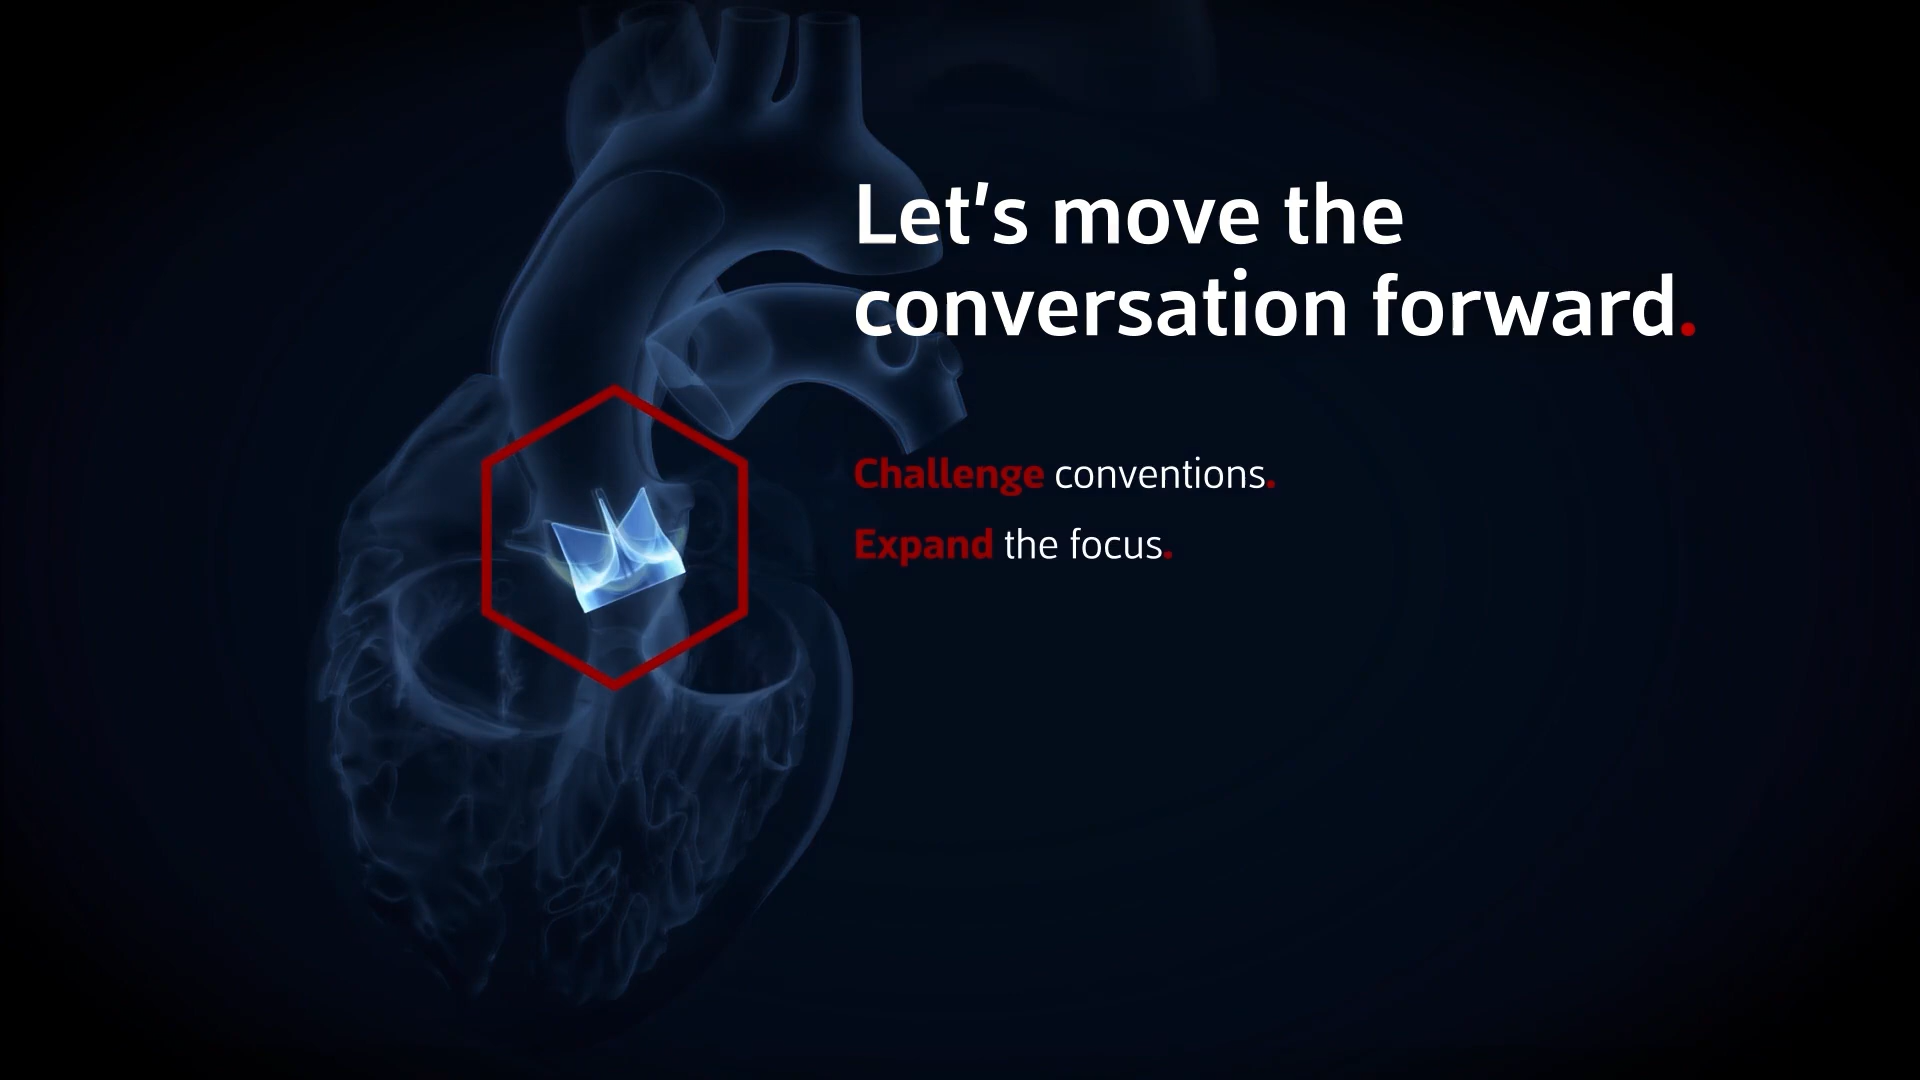 Let's move the
conversation forward.
Challenge conventions.
Expand the focus.